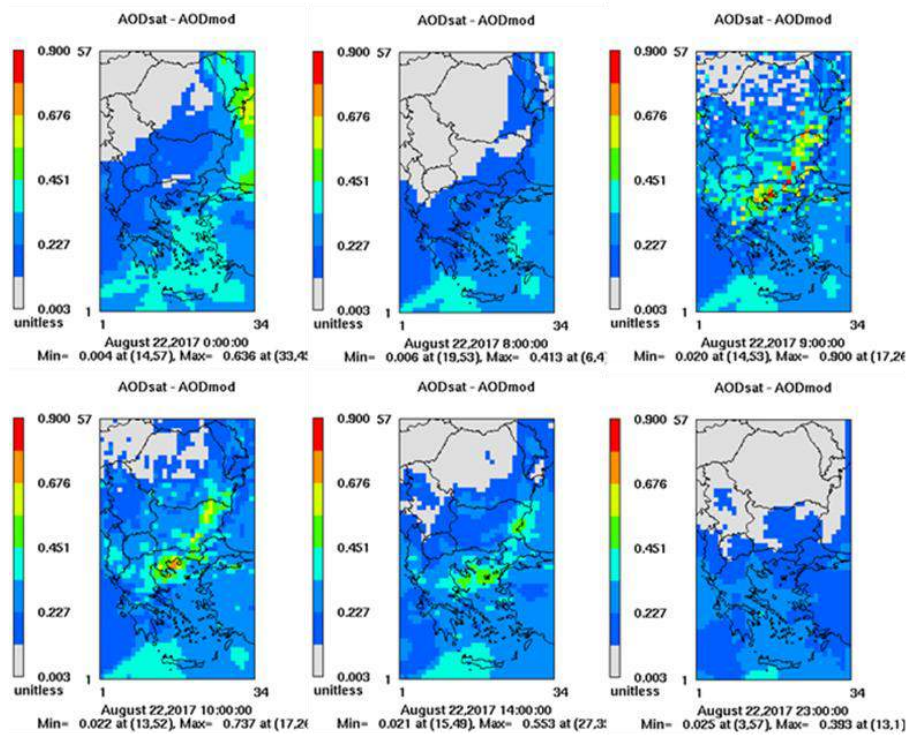 AODsat - AODmod
0.900
57
0.676
0.451
0.227
0.003
1
unitless
1
34
August 22,2017 0:00:00
Min= 0.004 at (14,57), Max= 0.636 at (33,45
AODsat - AODmod
0.900
57
0.676
0.451
0.227
0.003
1
unitless
1
34
August 22,2017 8:00:00
Min= 0.006 at (19,53), Max= 0.413 at (6,4
AODsat - AODmod
0.900
57
0.676
0.451
0.227
0.003
1
unitless
1
34
August 22,2017 9:00:00
Min= 0.020 at (14,53), Max= 0.900 at (17,26
AODsat - AODmod
0.900
57
0.676
0.451
0.227
0.003
1
unitless
1
34
August 22,2017 10:00:00
Min= 0.022 at (13,52), Max= 0.737 at (17,26
AODsat - AODmod
0.900
57
0.676
0.451
0.227
0.003
1
unitless
1
34
August 22,2017 14:00:00
Min= 0.021 at (15,49), Max= 0.553 at (27,3
AODsat - AODmod
0.900
57
0.676
0.451
0.227
0.003
1
unitless
1
34
August 22,2017 23:00:00
Min= 0.025 at (3,57), Max= 0.393 at (13,1